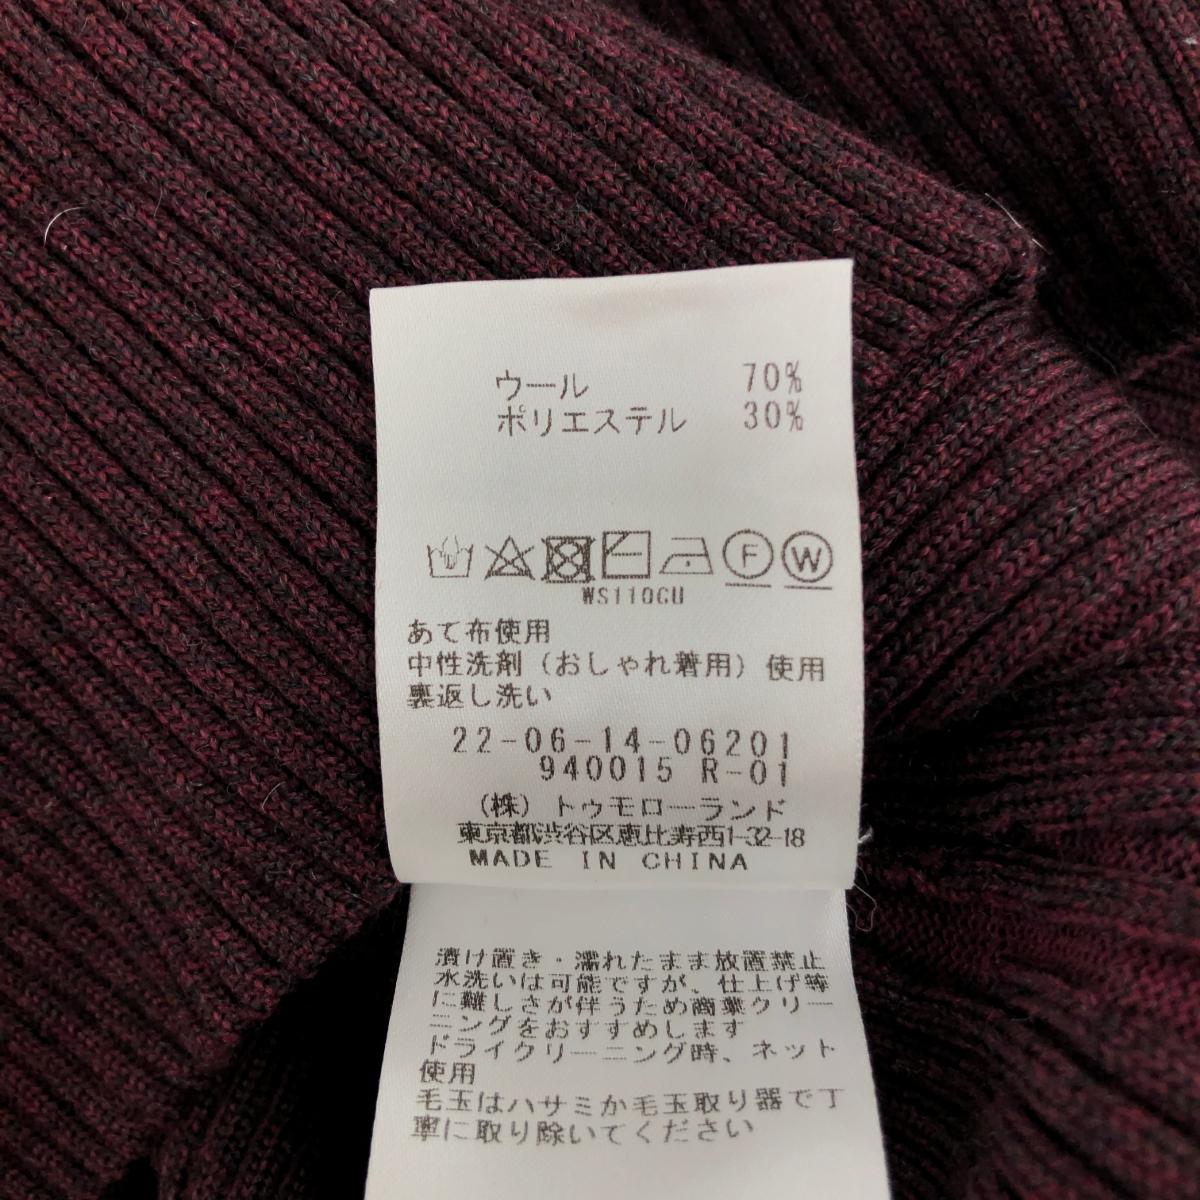 ウール 70%
ポリエステル 30%
F W
WS110CU
あて布使用
中性洗剤(おしゃれ着用)使用
裏返し洗い
22-06-14-06201
940015 R-01
(株)トゥモローランド
東京都渋谷区恵比寿西1-32-18
MADE IN CHINA
漬け置き・濡れたまま放置禁止
水洗いは可能ですが、仕上げ等
に難しさが伴うため商業クリー
ニングをおすすめします
ドライクリーニング時、ネット
使用
毛玉はハサミか毛玉取り器で丁
寧に取り除いてください